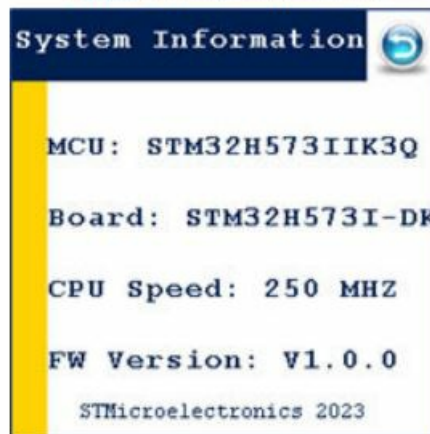 System Information
MCU: STM32H573IIK3Q
Board: STM32H573I-DK
CPU Speed: 250 MHZ
FW Version: V1.0.0
STMicroelectronics 2023